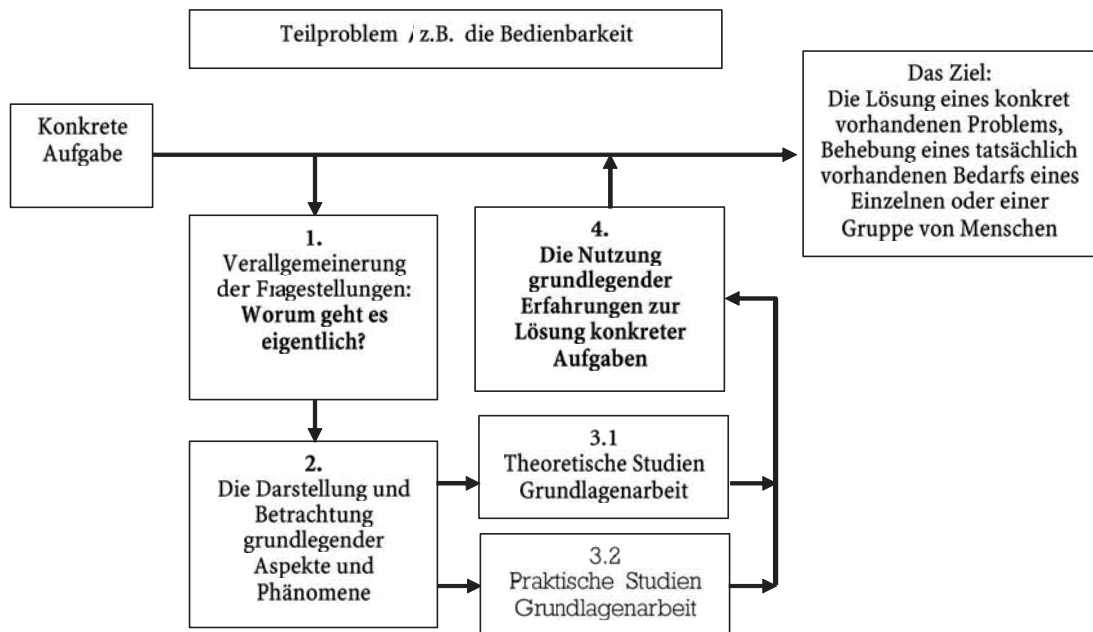 Teilproblem / z.B. die Bedienbarkeit
Konkrete
Aufgabe
Das Ziel:
Die Lösung eines konkret
vorhandenen Problems,
Behebung eines tatsächlich
vorhandenen Bedarfs eines
Einzelnen oder einer
Gruppe von Menschen
1.
Verallgemeinerung
der Fragestellungen:
Worum geht es
eigentlich?
4.
Die Nutzung
grundlegender
Erfahrungen zur
Lösung konkreter
Aufgaben
2.
Die Darstellung und
Betrachtung
grundlegender
Aspekte und
Phänomene
3.1
Theoretische Studien
Grundlagenarbeit
3.2
Praktische Studien
Grundlagenarbeit